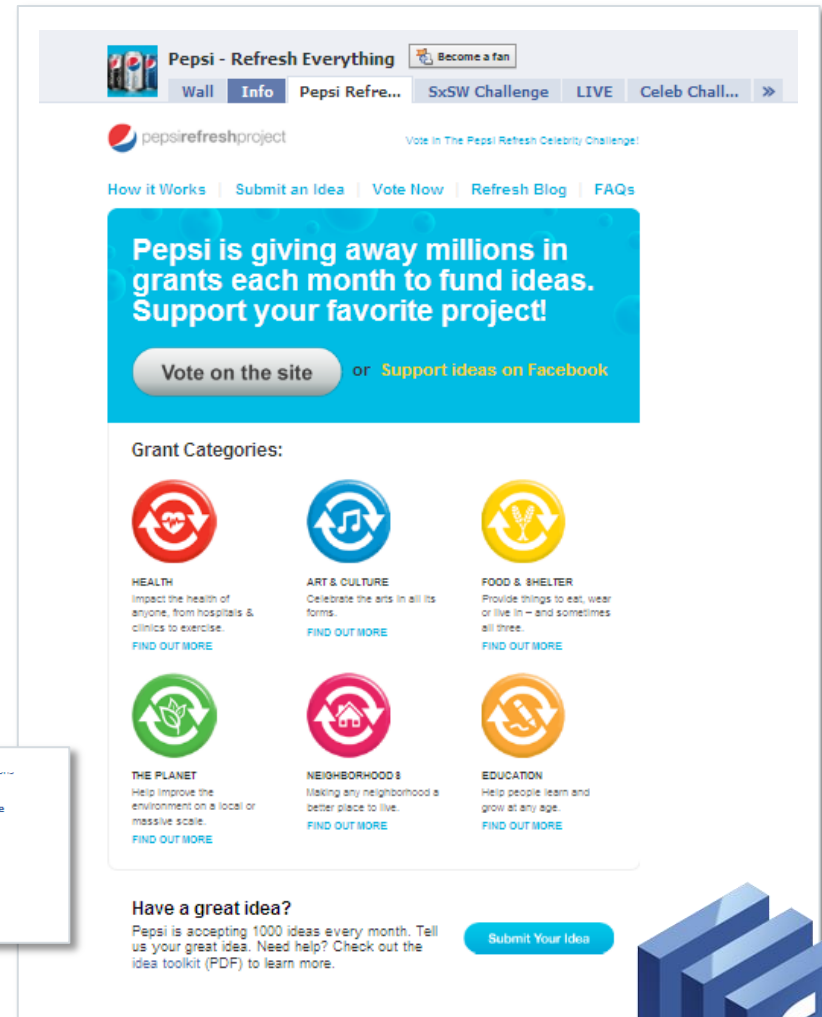 Pepsi - Refresh Everything Become a fan
Wall Info Pepsi Refre... SxSW Challenge LIVE Celeb Chall... »
pepsirefreshproject Vote in The Pepsi Refresh Celebrity Challenge!
How it Works | Submit an Idea | Vote Now | Refresh Blog | FAQs
Pepsi is giving away millions in
grants each month to fund ideas.
Support your favorite project!
Vote on the site or Support ideas on Facebook
Grant Categories:
HEALTH
Impact the health of
anyone, from hospitals &
clinics to exercise.
FIND OUT MORE
ART & CULTURE
Celebrate the arts in all its
forms.
FIND OUT MORE
FOOD & SHELTER
Provide things to eat, wear
or live in – and sometimes
all three.
FIND OUT MORE
THE PLANET
Help improve the
environment on a local or
massive scale.
FIND OUT MORE
NEIGHBORHOODS
Making any neighborhood a
better place to live.
FIND OUT MORE
EDUCATION
Help people learn and
grow at any age.
FIND OUT MORE
Have a great idea?
Pepsi is accepting 1000 ideas every month. Tell
us your great idea. Need help? Check out the
idea toolkit (PDF) to learn more.
Submit Your Idea